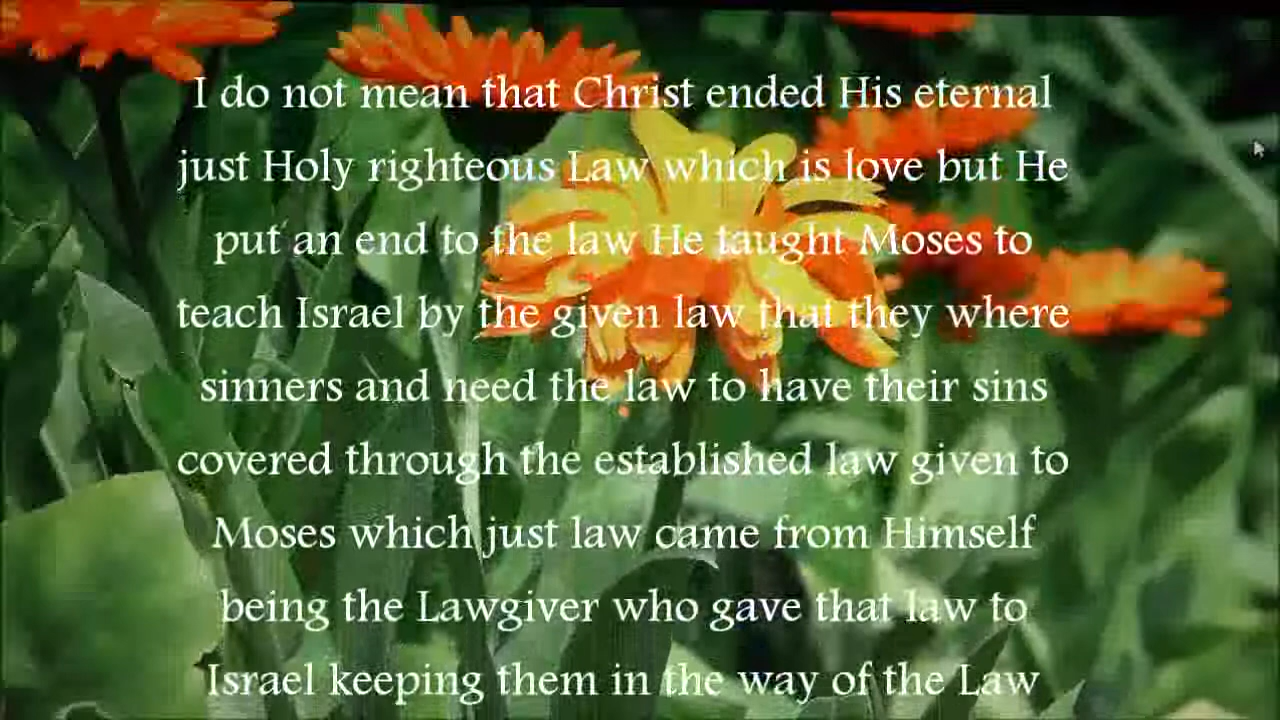 I do not mean that Christ ended His eternal
just Holy righteous Law which is love but He
put an end to the law He taught Moses to
teach Israel by the given law that they where
sinners and need the law to have their sins
covered through the established law given to
Moses which just law came from Himself
being the Lawgiver who gave that law to
Israel keeping them in the way of the Law